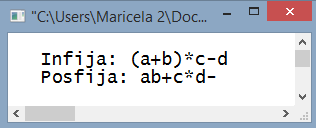 "C:\Users\Maricela 2\Doc...
Infija: (a+b)*c-d
Posfija: ab+c*d-